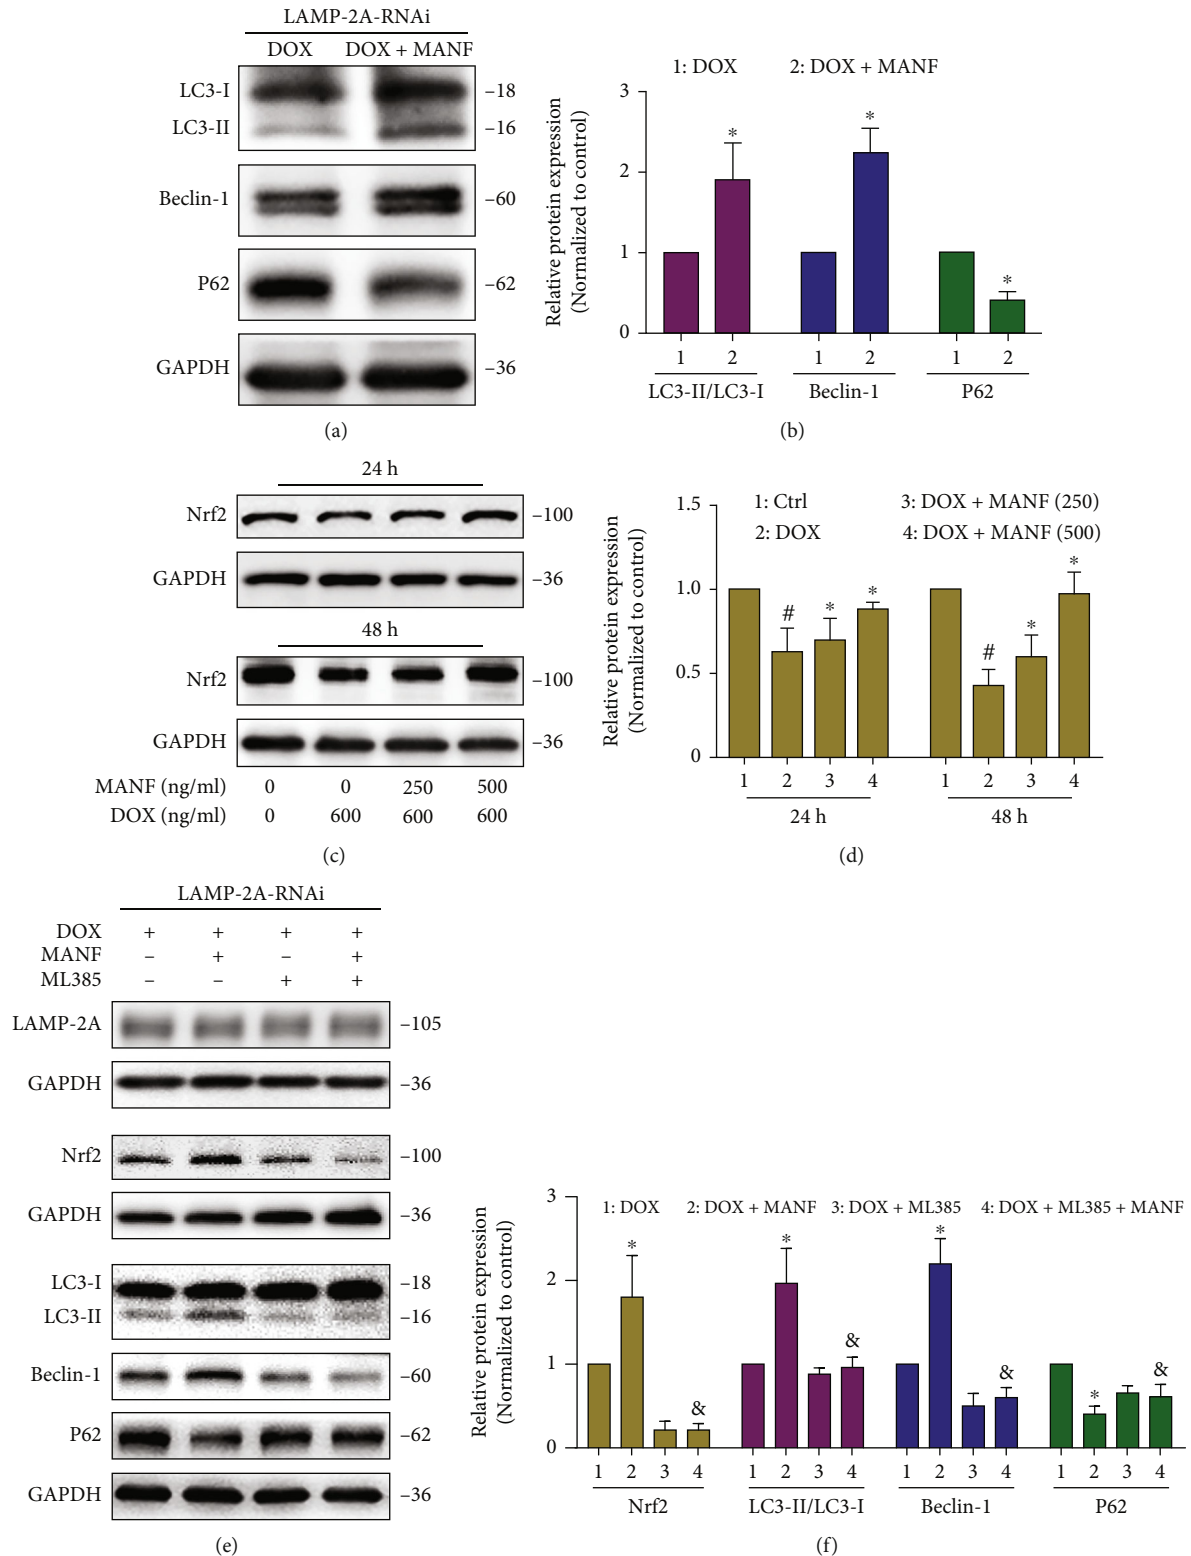 LAMP-2A-RNAi
DOX DOX + MANF
LC3-I –18
LC3-II –16
Beclin-1 –60
P62 –62
GAPDH –36
(a)
1: DOX 2: DOX + MANF
Relative protein expression
(Normalized to control)
3
2
1
0
1 2 1 2 1 2
LC3-II/LC3-I Beclin-1 P62
* * *
(b)
24 h
Nrf2 –100
GAPDH –36
48 h
Nrf2 –100
GAPDH –36
MANF (ng/ml) 0 0 250 500
DOX (ng/ml) 0 600 600 600
(c)
1: Ctrl 3: DOX + MANF (250)
2: DOX 4: DOX + MANF (500)
Relative protein expression
(Normalized to control)
1.5
1.0
0.5
0
# * * # * *
1 2 3 4 1 2 3 4
24 h 48 h
(d)
LAMP-2A-RNAi
DOX + + + +
MANF – + – +
ML385 – – + +
LAMP-2A –105
GAPDH –36
Nrf2 –100
GAPDH –36
LC3-I –18
LC3-II –16
Beclin-1 –60
P62 –62
GAPDH –36
(e)
1: DOX 2: DOX + MANF 3: DOX + ML385 4: DOX + ML385 + MANF
Relative protein expression
(Normalized to control)
3
2
1
0
* & * & * & * &
1 2 3 4 1 2 3 4 1 2 3 4 1 2 3 4
Nrf2 LC3-II/LC3-I Beclin-1 P62
(f)